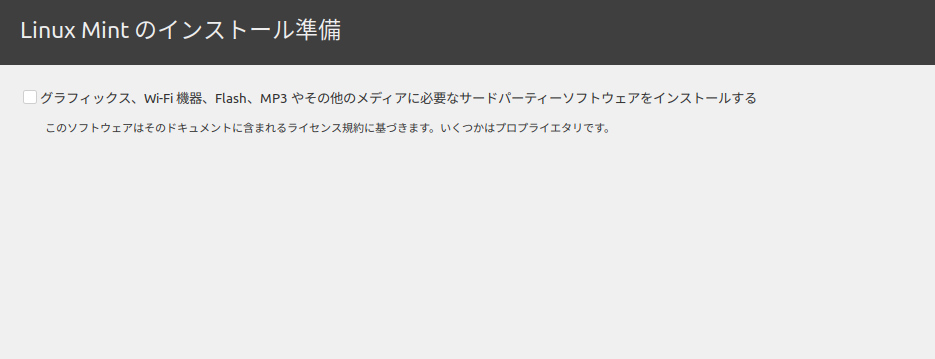 Linux Mint のインストール準備
グラフィックス、Wi-Fi 機器、Flash、MP3 やその他のメディアに必要なサードパーティーソフトウェアをインストールする
このソフトウェアはそのドキュメントに含まれるライセンス規約に基づきます。いくつかはプロプライエタリです。